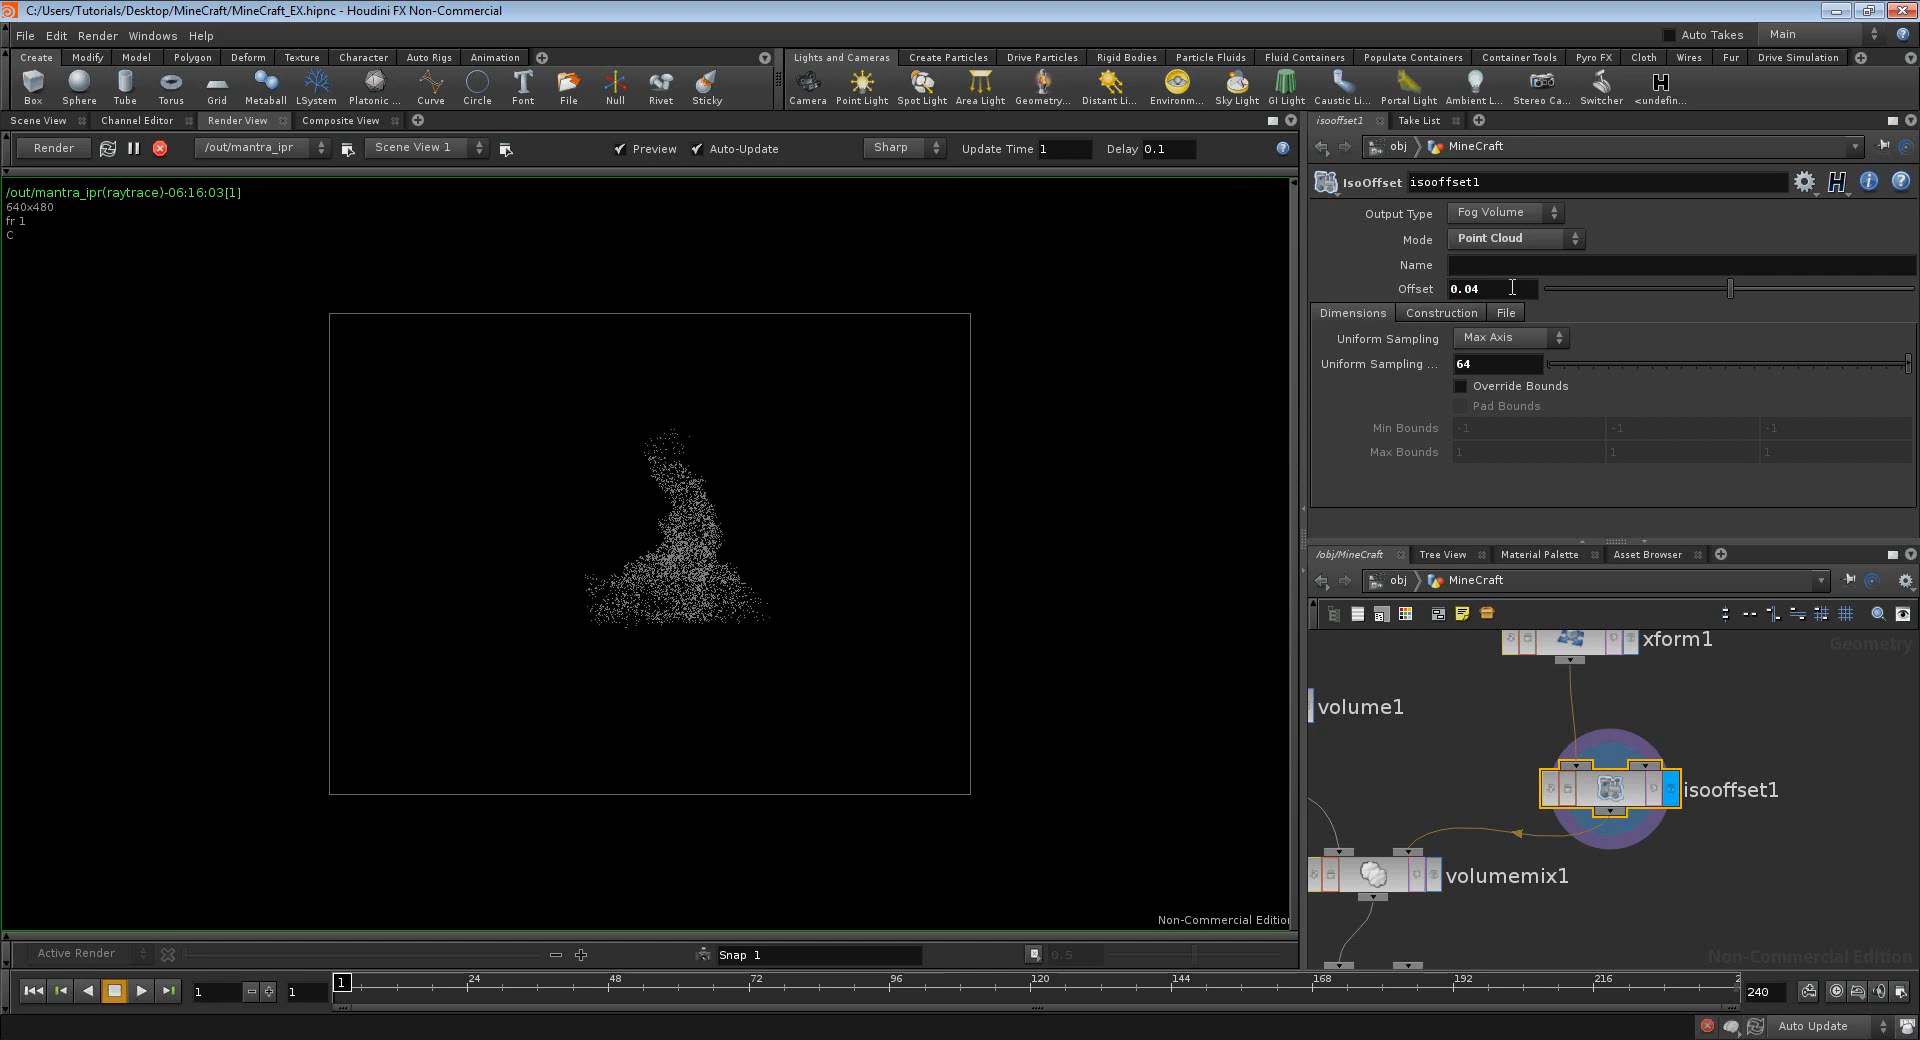 C:/Users/Tutorials/Desktop/MineCraft/MineCraft_EX.hipnc - Houdini FX Non-Commercial
File Edit Render Windows Help
Auto Takes Main
Create Modify Model Polygon Deform Texture Character Auto Rigs Animation
Lights and Cameras Create Particles Drive Particles Rigid Bodies Particle Fluids Fluid Containers Populate Containers Container Tools Pyro FX Cloth Wires Fur Drive Simulation
Box Sphere Tube Torus Grid Metaball LSystem Platonic ... Curve Circle Font File Null Rivet Sticky
Camera Point Light Spot Light Area Light Geometry... Distant Li... Environm... Sky Light GI Light Caustic Li... Portal Light Ambient L... Stereo Ca... Switcher <undefin...
Scene View Channel Editor Render View Composite View
isooffset1 Take List
Render /out/mantra_ipr Scene View 1 Preview Auto-Update Sharp Update Time 1 Delay 0.1
obj MineCraft
/out/mantra_ipr(raytrace)-06:16:03[1]
640x480
fr 1
C
IsoOffset isooffset1
Output Type Fog Volume
Mode Point Cloud
Name
Offset 0.04
Dimensions Construction File
Uniform Sampling Max Axis
Uniform Sampling ... 64
Override Bounds
Pad Bounds
Min Bounds -1 -1 -1
Max Bounds 1 1 1
/obj/MineCraft Tree View Material Palette Asset Browser
obj MineCraft
xform1
Geometry
volume1
isooffset1
volumemix1
Non-Commercial Edition
Non-Commercial Editio
Active Render Snap 1 0.5
1 1 1 24 48 72 96 120 144 168 192 216 2 240
Auto Update